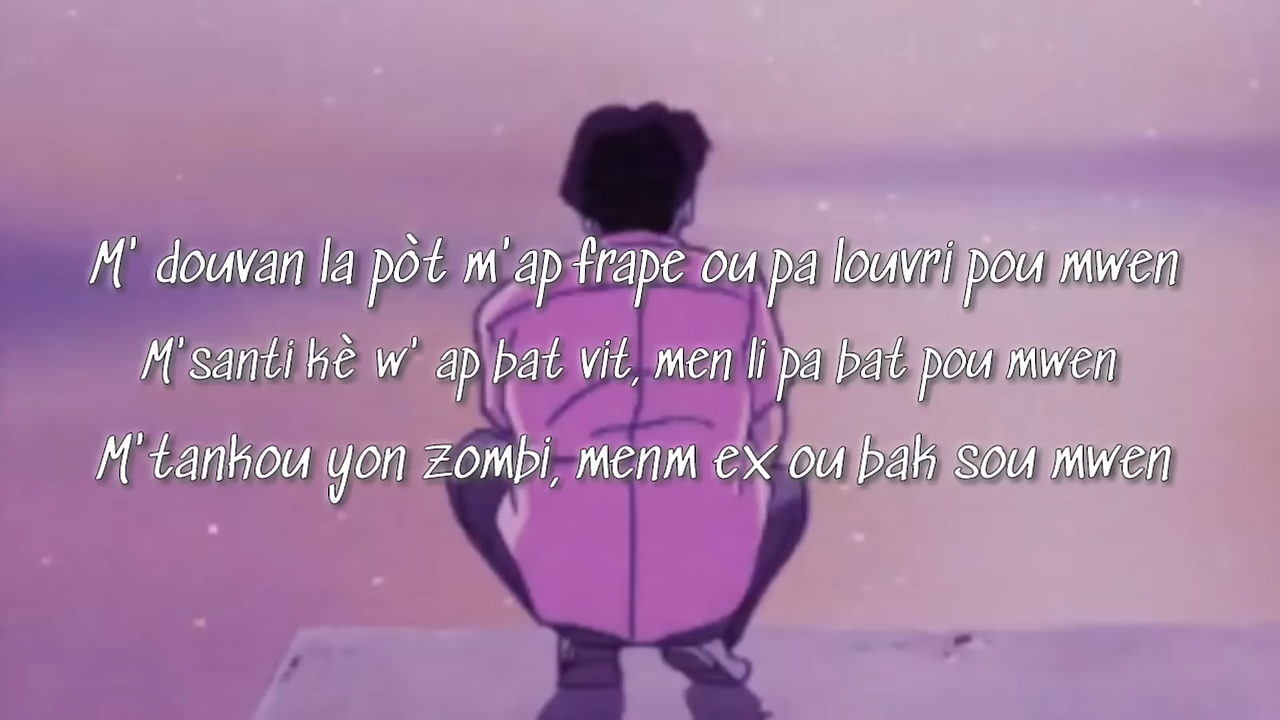 M' douvan la pòt m'ap frape ou pa louvri pou mwen
M'santi kè w' ap bat vit, men li pa bat pou mwen
M'tankou yon zombi, menm ex ou bak sou mwen